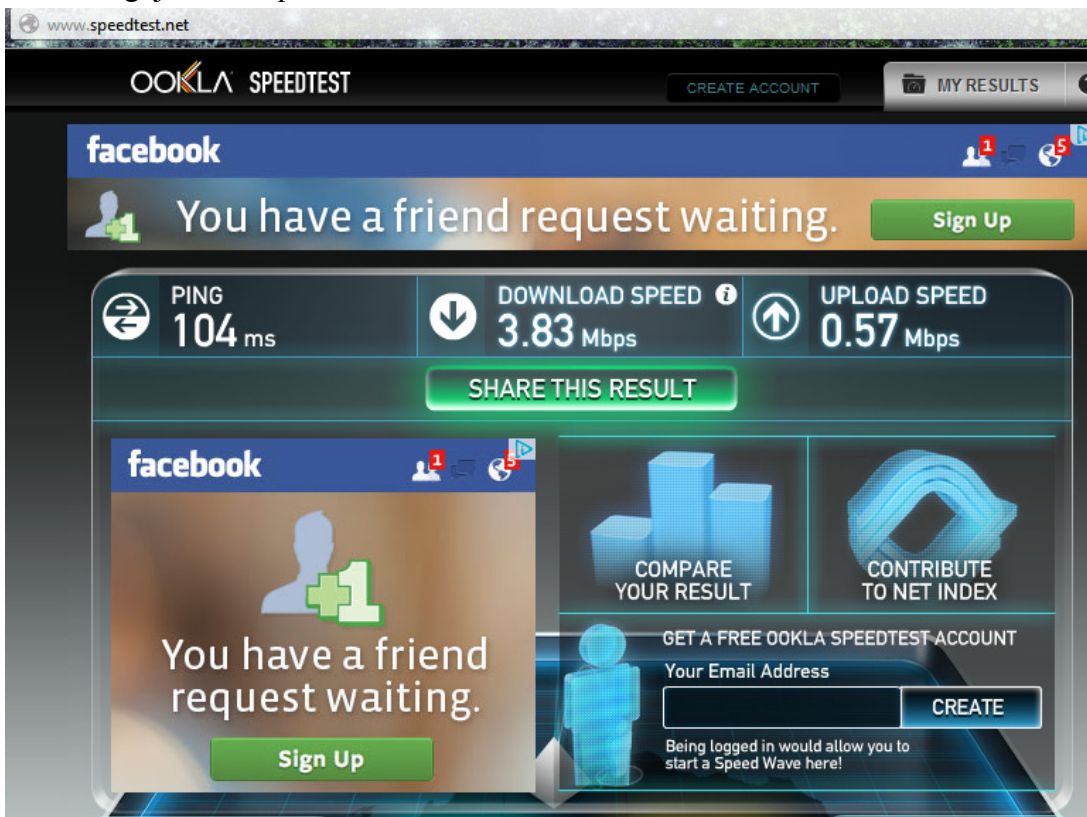 www.speedtest.net
OOKLA SPEEDTEST
CREATE ACCOUNT
MY RESULTS
facebook
1
5
You have a friend request waiting.
Sign Up
PING
104 ms
DOWNLOAD SPEED i
3.83 Mbps
UPLOAD SPEED
0.57 Mbps
SHARE THIS RESULT
facebook
1
5
+1
You have a friend
request waiting.
Sign Up
COMPARE
YOUR RESULT
CONTRIBUTE
TO NET INDEX
GET A FREE OOKLA SPEEDTEST ACCOUNT
Your Email Address
CREATE
Being logged in would allow you to
start a Speed Wave here!